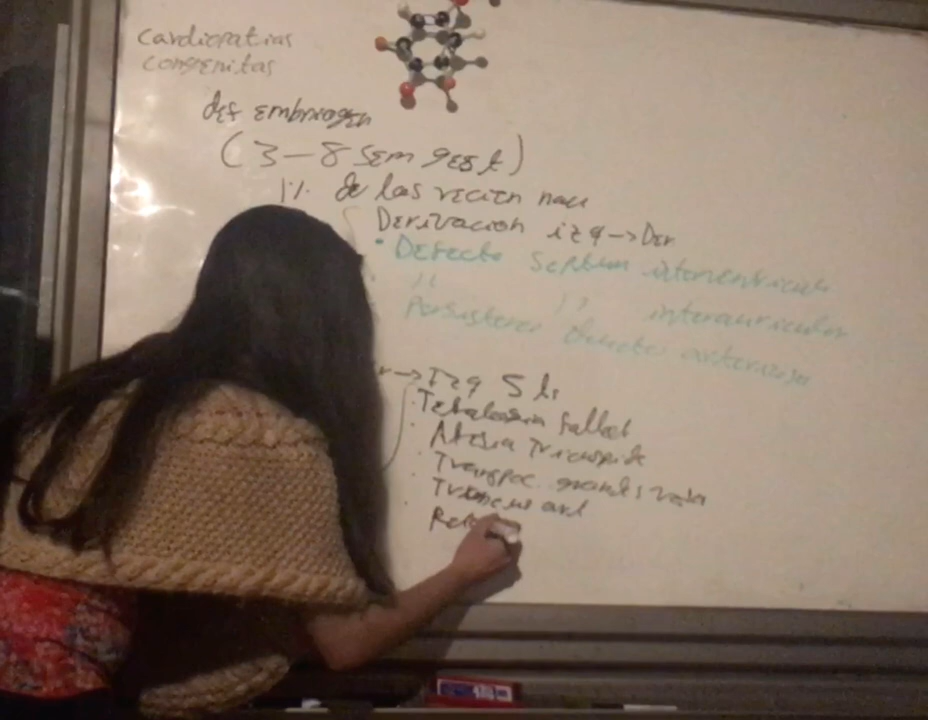 cardiopatias
congenitas
def embriogen
(3-8 sem gest)
1% de las recien nac
Derivacion izq → Der
• Defecto septum interventricular
" " interauricular
Persistencia ducto arterioso
r → Izq 5
· Tetralogia fallot
· Atresia Tricuspide
· Transpoc. grandes vasos
· Truncus art